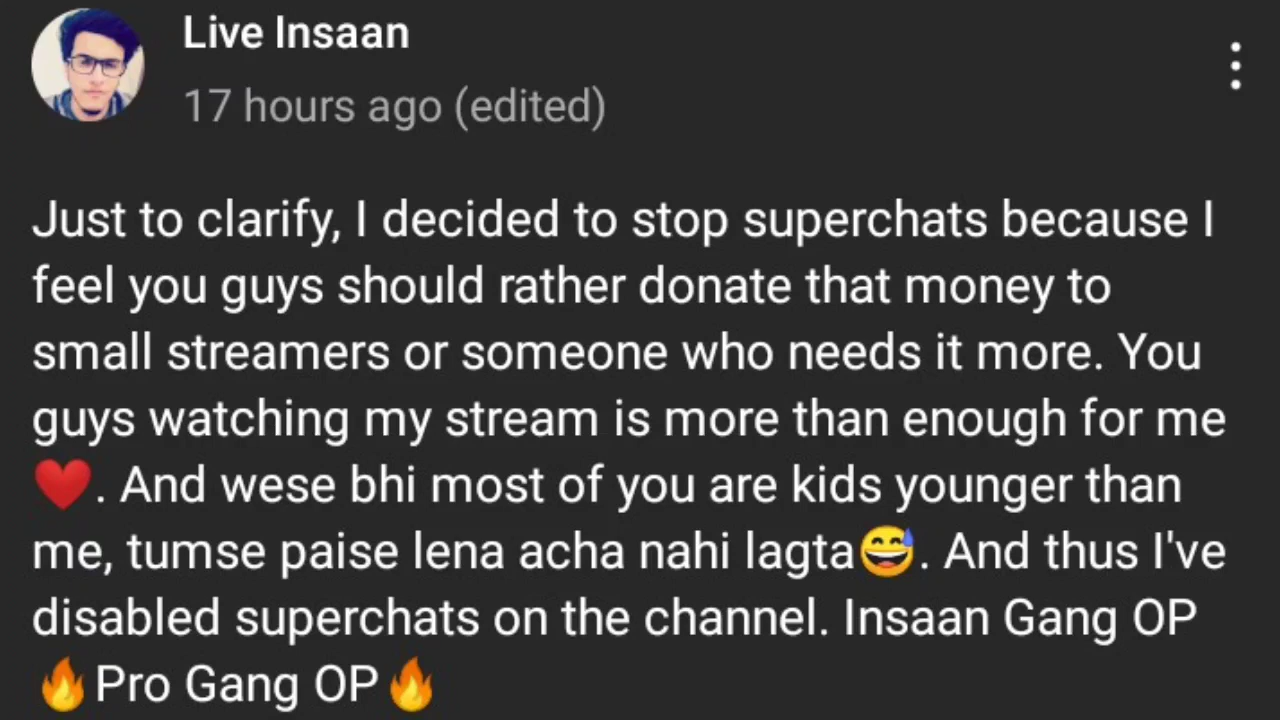 Live Insaan
17 hours ago (edited)
Just to clarify, I decided to stop superchats because I
feel you guys should rather donate that money to
small streamers or someone who needs it more. You
guys watching my stream is more than enough for me
❤️. And wese bhi most of you are kids younger than
me, tumse paise lena acha nahi lagta😅. And thus I've
disabled superchats on the channel. Insaan Gang OP
🔥Pro Gang OP🔥